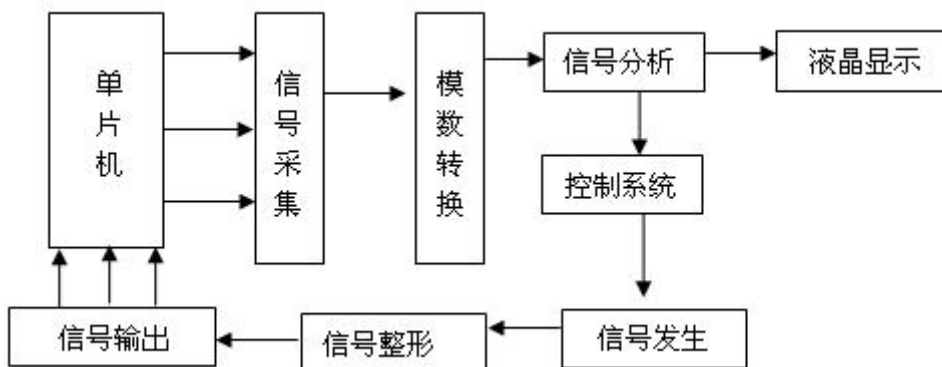 单片机
信号采集
模数转换
信号分析
液晶显示
控制系统
信号输出
信号整形
信号发生